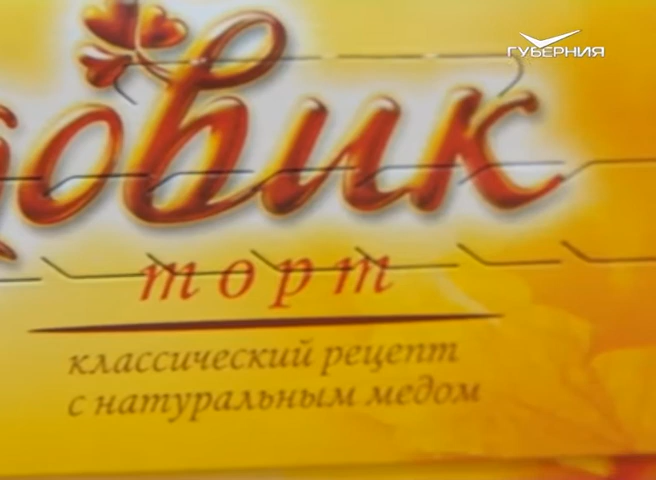 ГУБЕРНИЯ
довик
торт
классический рецепт
с натуральным медом